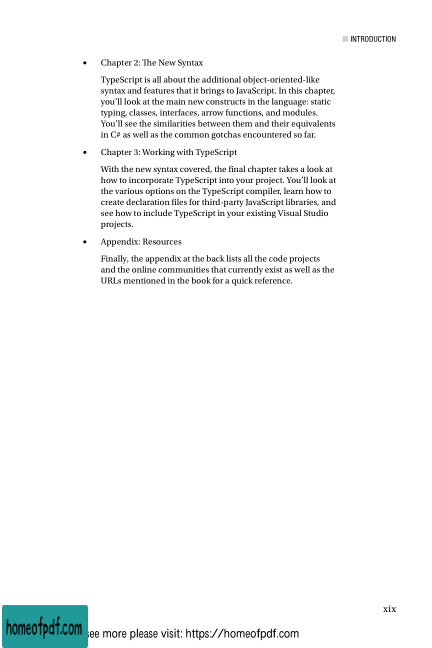 ■ INTRODUCTION
• Chapter 2: The New Syntax
TypeScript is all about the additional object-oriented-like
syntax and features that it brings to JavaScript. In this chapter,
you'll look at the main new constructs in the language: static
typing, classes, interfaces, arrow functions, and modules.
You'll see the similarities between them and their equivalents
in C# as well as the common gotchas encountered so far.
• Chapter 3: Working with TypeScript
With the new syntax covered, the final chapter takes a look at
how to incorporate TypeScript into your project. You'll look at
the various options on the TypeScript compiler, learn how to
create declaration files for third-party JavaScript libraries, and
see how to include TypeScript in your existing Visual Studio
projects.
• Appendix: Resources
Finally, the appendix at the back lists all the code projects
and the online communities that currently exist as well as the
URLs mentioned in the book for a quick reference.
xix
homeofpdf.com see more please visit: https://homeofpdf.com